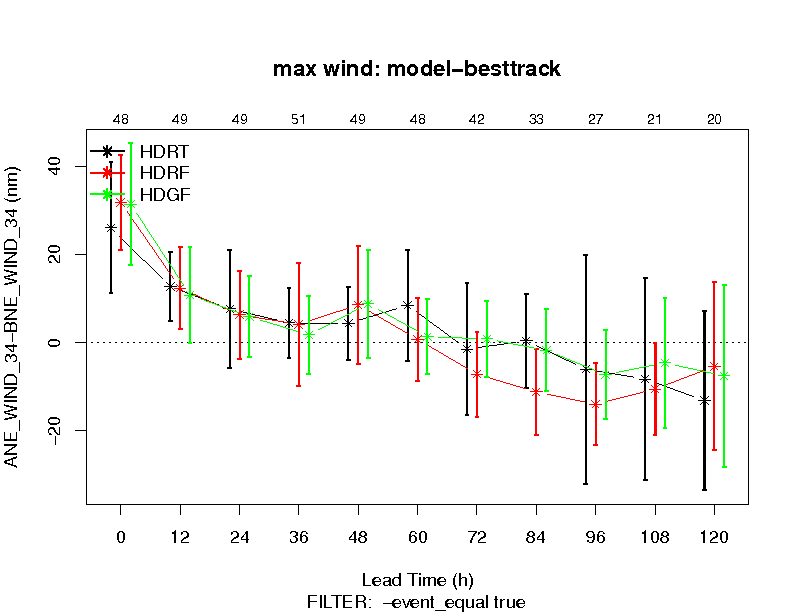 max wind: model−besttrack
48 49 49 51 49 48 42 33 27 21 20
HDRT
HDRF
HDGF
ANE_WIND_34−BNE_WIND_34 (nm)
40
20
0
−20
0 12 24 36 48 60 72 84 96 108 120
Lead Time (h)
FILTER: −event_equal true